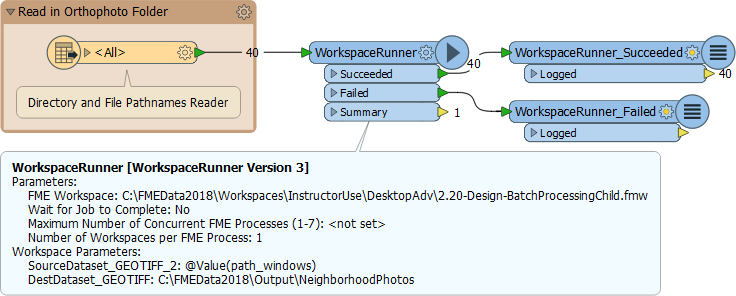 Read in Orthophoto Folder
<All>
40
Directory and File Pathnames Reader
WorkspaceRunner
Succeeded
Failed
Summary
40
1
WorkspaceRunner_Succeeded
Logged
40
WorkspaceRunner_Failed
Logged
WorkspaceRunner [WorkspaceRunner Version 3]
Parameters:
FME Workspace: C:\FMEData2018\Workspaces\InstructorUse\DesktopAdv\2.20-Design-BatchProcessingChild.fmw
Wait for Job to Complete: No
Maximum Number of Concurrent FME Processes (1-7): <not set>
Number of Workspaces per FME Process: 1
Workspace Parameters:
SourceDataset_GEOTIFF_2: @Value(path_windows)
DestDataset_GEOTIFF: C:\FMEData2018\Output\NeighborhoodPhotos